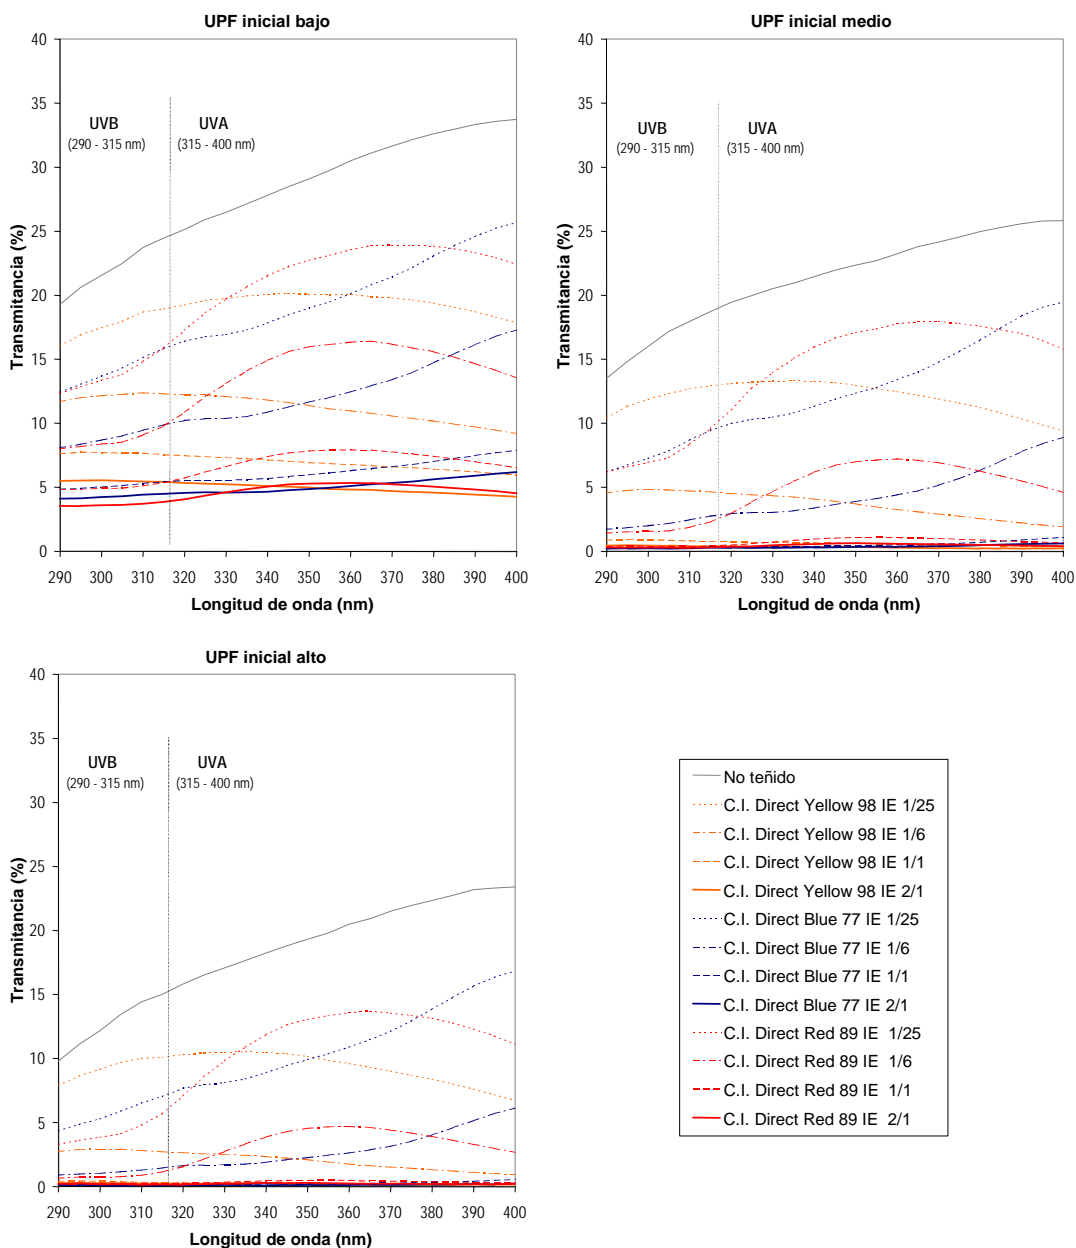 UPF inicial bajo
40
35
30
25
20
15
10
5
0
Transmitancia (%)
UVB
(290 - 315 nm)
UVA
(315 - 400 nm)
290 300 310 320 330 340 350 360 370 380 390 400
Longitud de onda (nm)
UPF inicial medio
40
35
30
25
20
15
10
5
0
Transmitancia (%)
UVB
(290 - 315 nm)
UVA
(315 - 400 nm)
290 300 310 320 330 340 350 360 370 380 390 400
Longitud de onda (nm)
UPF inicial alto
40
35
30
25
20
15
10
5
0
Transmitancia (%)
UVB
(290 - 315 nm)
UVA
(315 - 400 nm)
290 300 310 320 330 340 350 360 370 380 390 400
Longitud de onda (nm)
No teñido
C.I. Direct Yellow 98 IE 1/25
C.I. Direct Yellow 98 IE 1/6
C.I. Direct Yellow 98 IE 1/1
C.I. Direct Yellow 98 IE 2/1
C.I. Direct Blue 77 IE 1/25
C.I. Direct Blue 77 IE 1/6
C.I. Direct Blue 77 IE 1/1
C.I. Direct Blue 77 IE 2/1
C.I. Direct Red 89 IE 1/25
C.I. Direct Red 89 IE 1/6
C.I. Direct Red 89 IE 1/1
C.I. Direct Red 89 IE 2/1